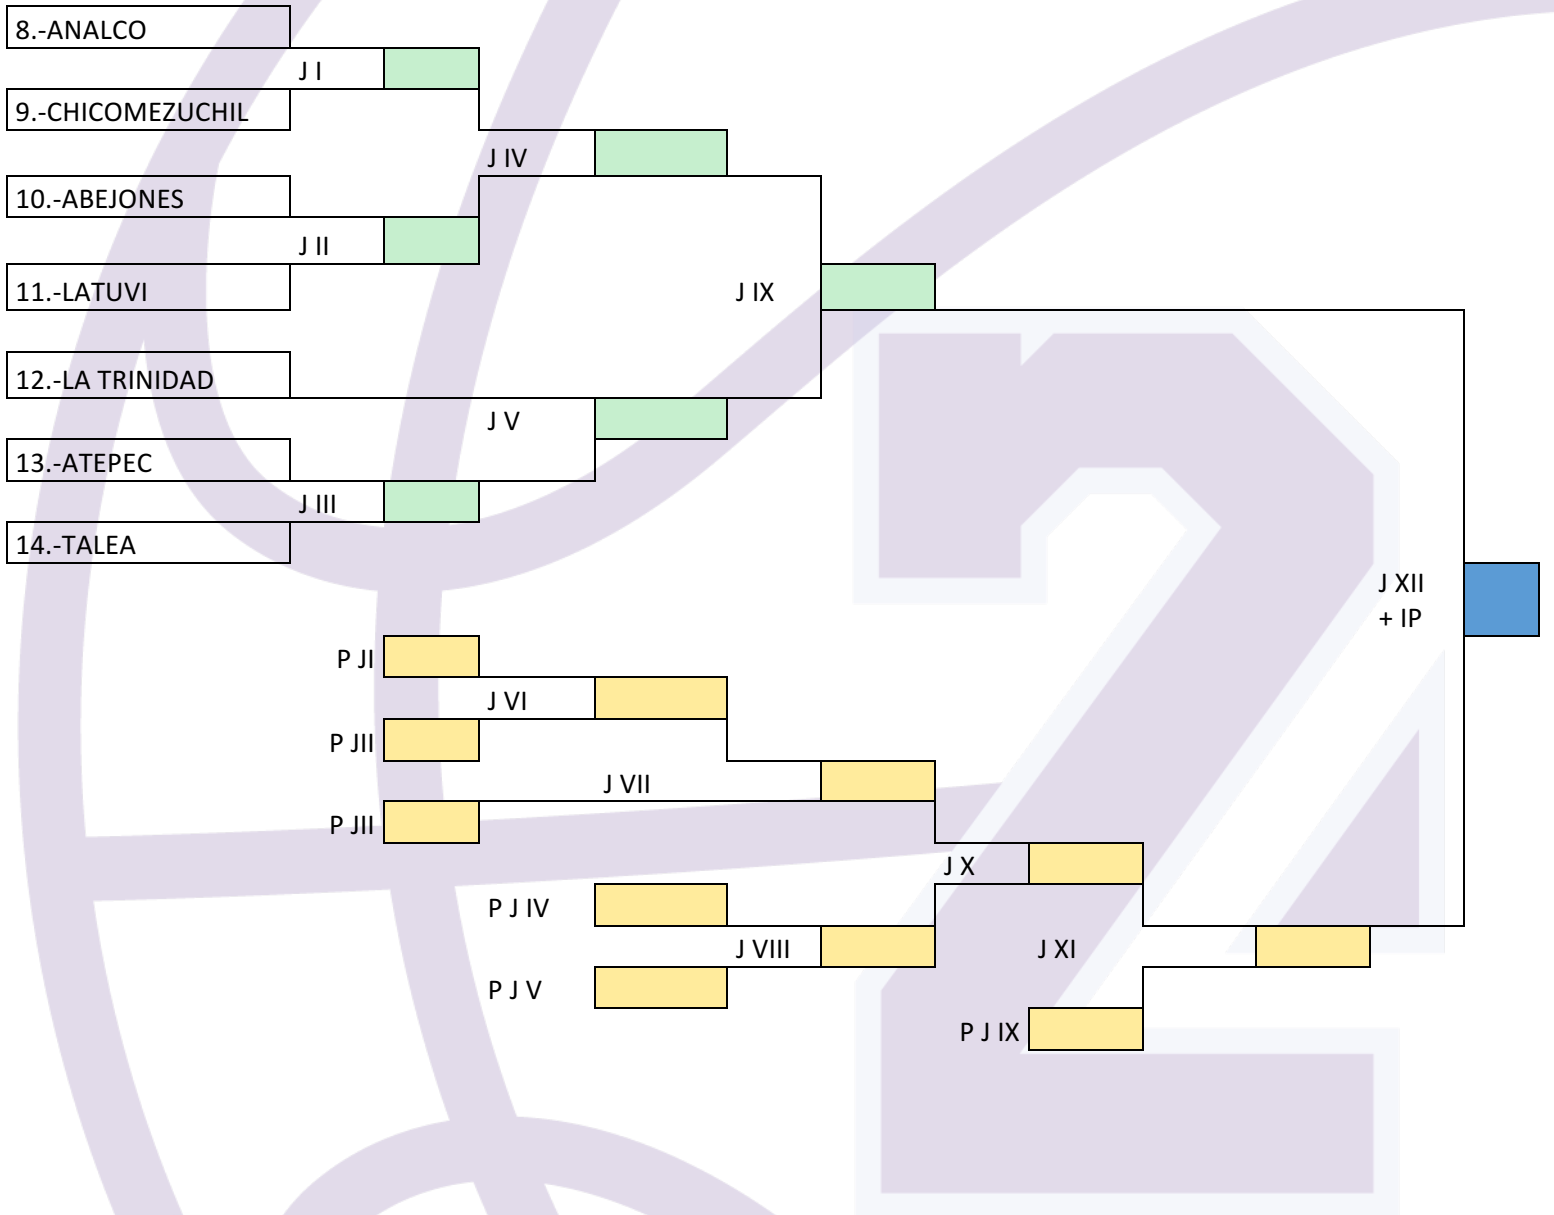 8.-ANALCO
J I
9.-CHICOMEZUCHIL
J IV
10.-ABEJONES
J II
11.-LATUVI
J IX
12.-LA TRINIDAD
J V
13.-ATEPEC
J III
14.-TALEA
J XII
+ IP
P JI
J VI
P JII
J VII
P JII
J X
P J IV
J VIII
J XI
P J V
P J IX
2